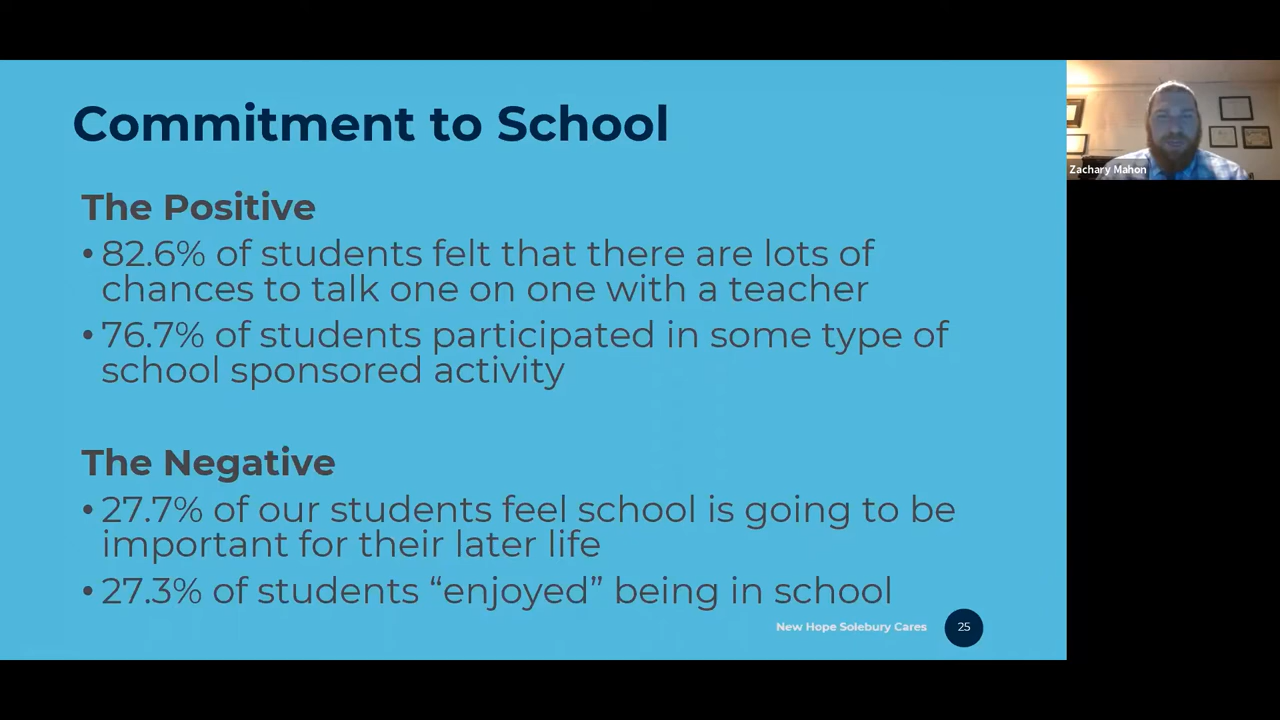 Commitment to School
The Positive
• 82.6% of students felt that there are lots of
chances to talk one on one with a teacher
• 76.7% of students participated in some type of
school sponsored activity
The Negative
• 27.7% of our students feel school is going to be
important for their later life
• 27.3% of students “enjoyed” being in school
New Hope Solebury Cares
25
Zachary Mahon